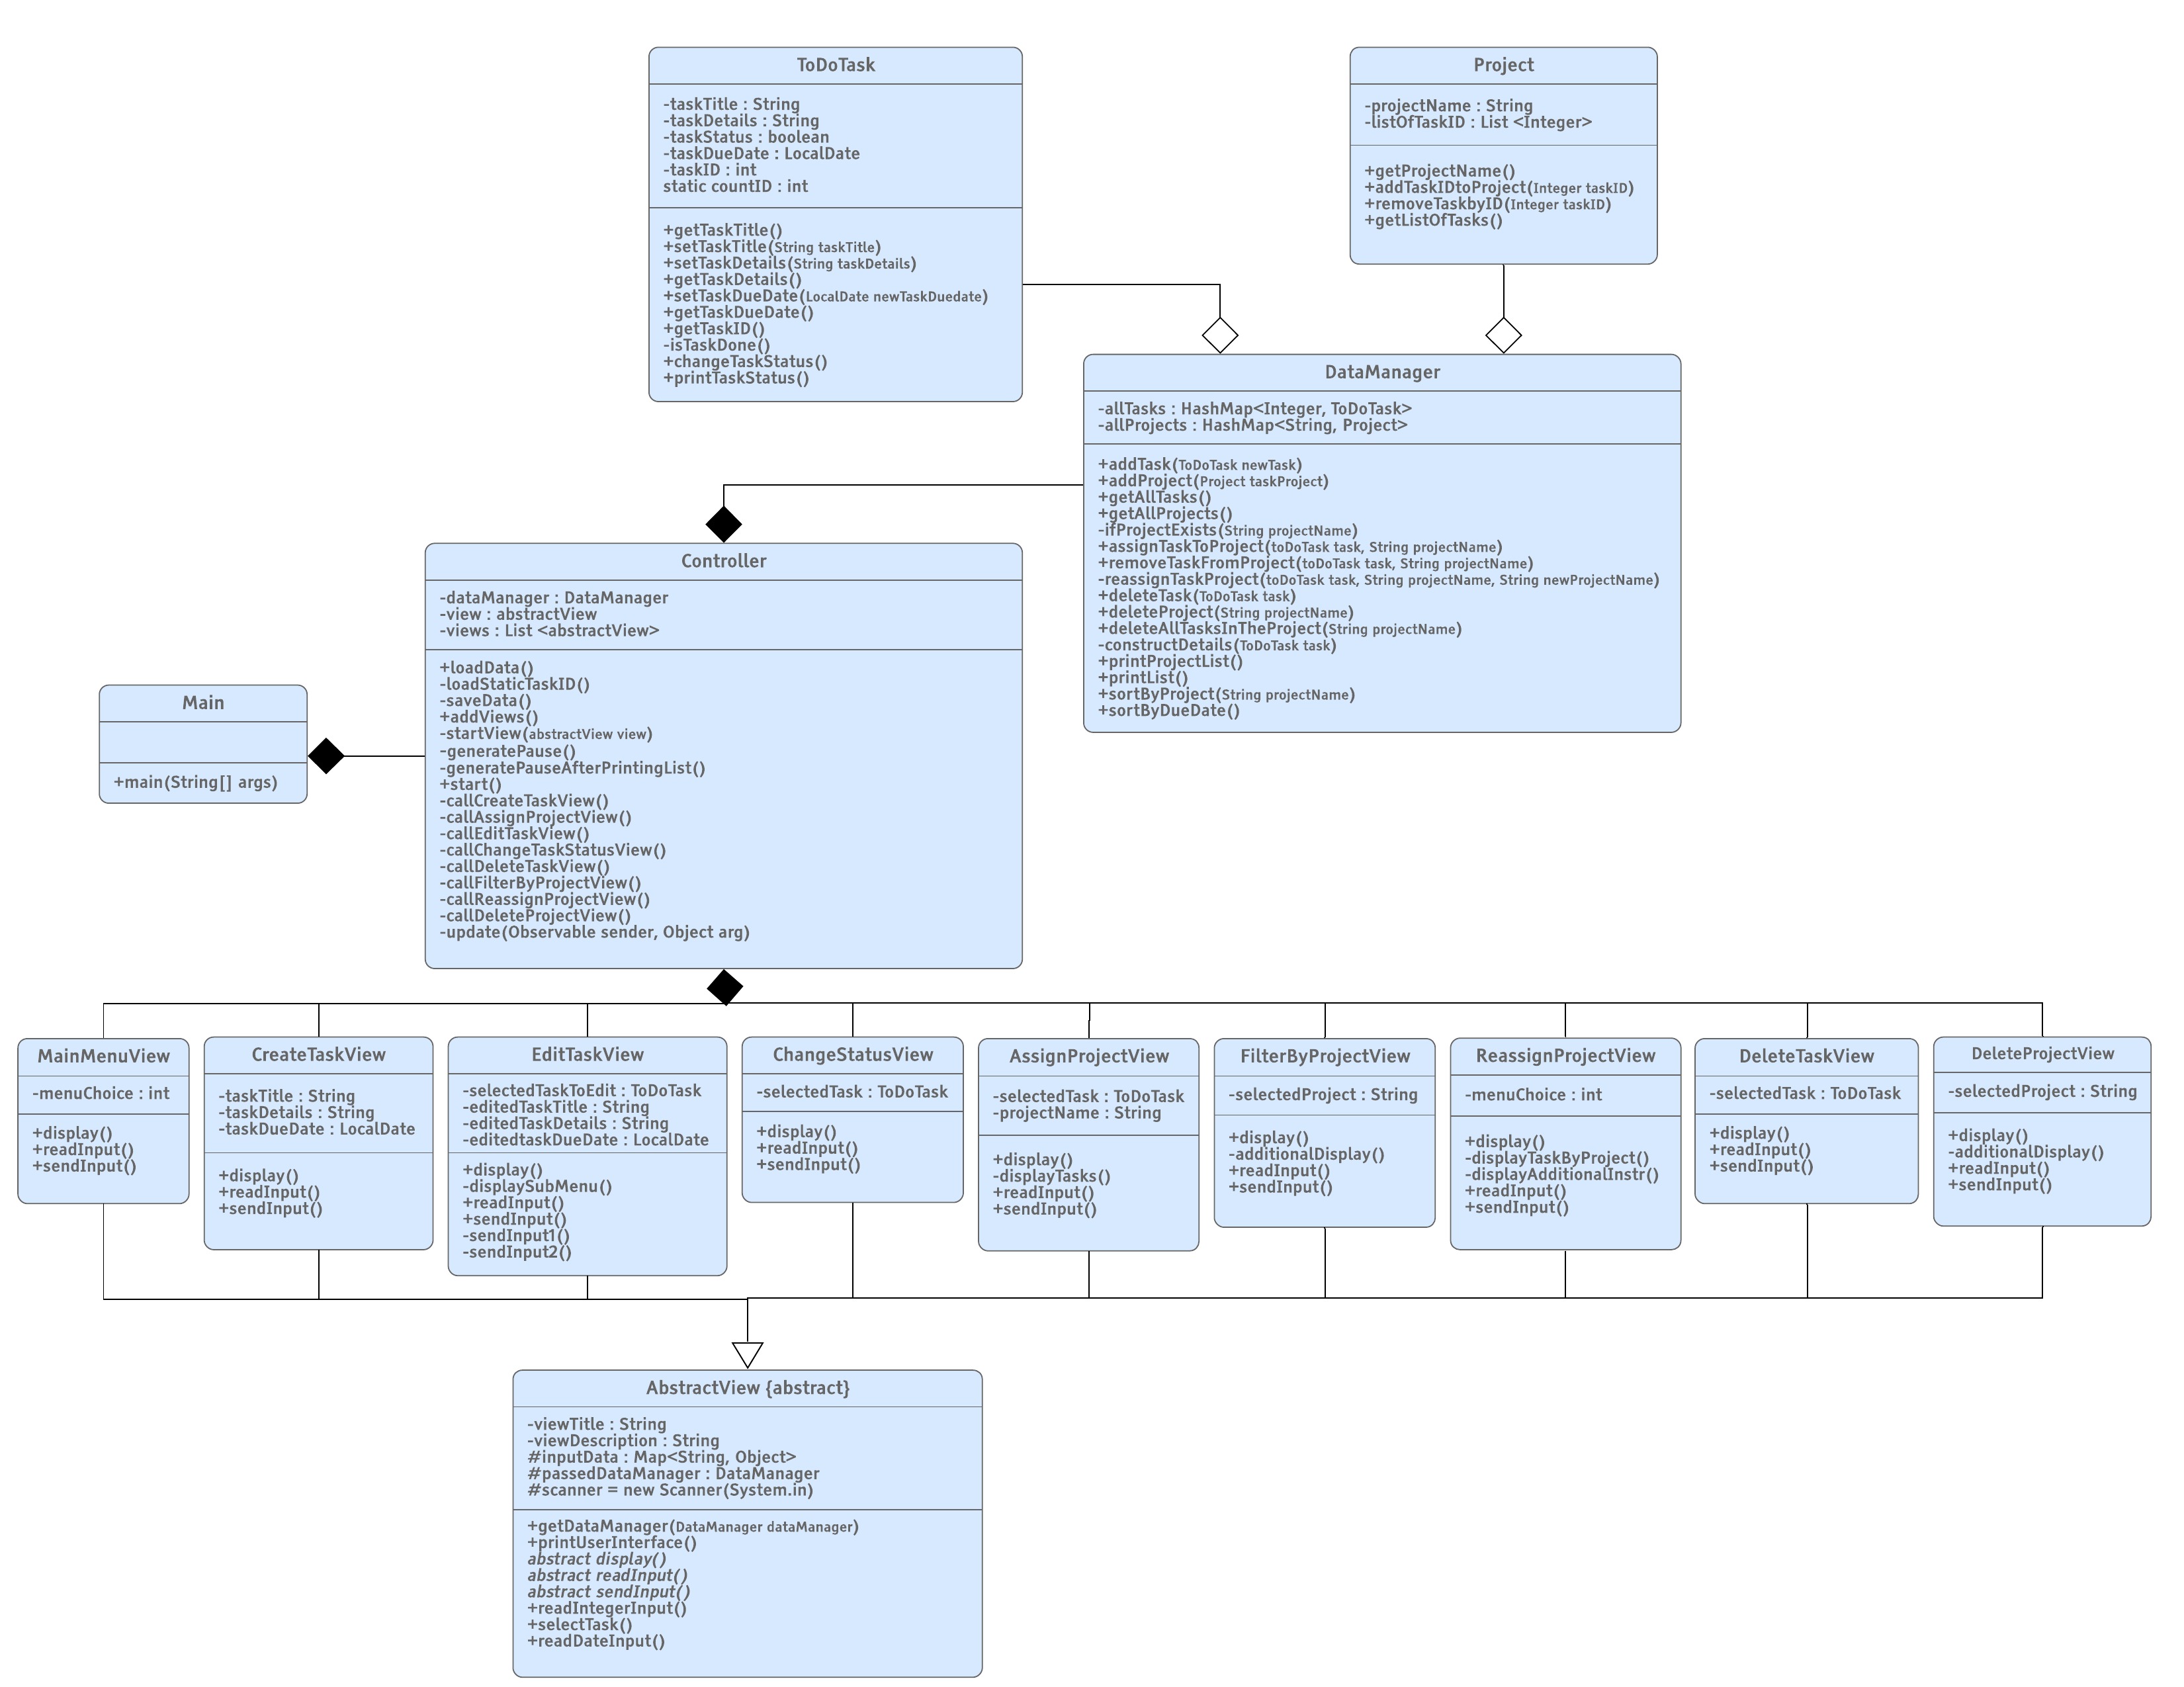 ToDoTask
-taskTitle : String
-taskDetails : String
-taskStatus : boolean
-taskDueDate : LocalDate
-taskID : int
static countID : int
+getTaskTitle()
+setTaskTitle(String taskTitle)
+setTaskDetails(String taskDetails)
+getTaskDetails()
+setTaskDueDate(LocalDate newTaskDuedate)
+getTaskDueDate()
+getTaskID()
-isTaskDone()
+changeTaskStatus()
+printTaskStatus()
Project
-projectName : String
-listOfTaskID : List <Integer>
+getProjectName()
+addTaskIDtoProject(Integer taskID)
+removeTaskbyID(Integer taskID)
+getListOfTasks()
DataManager
-allTasks : HashMap<Integer, ToDoTask>
-allProjects : HashMap<String, Project>
+addTask(ToDoTask newTask)
+addProject(Project taskProject)
+getAllTasks()
+getAllProjects()
-ifProjectExists(String projectName)
+assignTaskToProject(toDoTask task, String projectName)
+removeTaskFromProject(toDoTask task, String projectName)
-reassignTaskProject(toDoTask task, String projectName, String newProjectName)
+deleteTask(ToDoTask task)
+deleteProject(String projectName)
+deleteAllTasksInTheProject(String projectName)
-constructDetails(ToDoTask task)
+printProjectList()
+printList()
+sortByProject(String projectName)
+sortByDueDate()
Controller
-dataManager : DataManager
-view : abstractView
-views : List <abstractView>
+loadData()
-loadStaticTaskID()
-saveData()
+addViews()
-startView(abstractView view)
-generatePause()
-generatePauseAfterPrintingList()
+start()
-callCreateTaskView()
-callAssignProjectView()
-callEditTaskView()
-callChangeTaskStatusView()
-callDeleteTaskView()
-callFilterByProjectView()
-callReassignProjectView()
-callDeleteProjectView()
-update(Observable sender, Object arg)
Main
+main(String[] args)
MainMenuView
-menuChoice : int
+display()
+readInput()
+sendInput()
CreateTaskView
-taskTitle : String
-taskDetails : String
-taskDueDate : LocalDate
+display()
+readInput()
+sendInput()
EditTaskView
-selectedTaskToEdit : ToDoTask
-editedTaskTitle : String
-editedTaskDetails : String
-editedtaskDueDate : LocalDate
+display()
-displaySubMenu()
+readInput()
+sendInput()
-sendInput1()
-sendInput2()
ChangeStatusView
-selectedTask : ToDoTask
+display()
+readInput()
+sendInput()
AssignProjectView
-selectedTask : ToDoTask
-projectName : String
+display()
-displayTasks()
+readInput()
+sendInput()
FilterByProjectView
-selectedProject : String
+display()
-additionalDisplay()
+readInput()
+sendInput()
ReassignProjectView
-menuChoice : int
+display()
-displayTaskByProject()
-displayAdditionalInstr()
+readInput()
+sendInput()
DeleteTaskView
-selectedTask : ToDoTask
+display()
+readInput()
+sendInput()
DeleteProjectView
-selectedProject : String
+display()
-additionalDisplay()
+readInput()
+sendInput()
AbstractView {abstract}
-viewTitle : String
-viewDescription : String
#inputData : Map<String, Object>
#passedDataManager : DataManager
#scanner = new Scanner(System.in)
+getDataManager(DataManager dataManager)
+printUserInterface()
abstract display()
abstract readInput()
abstract sendInput()
+readIntegerInput()
+selectTask()
+readDateInput()